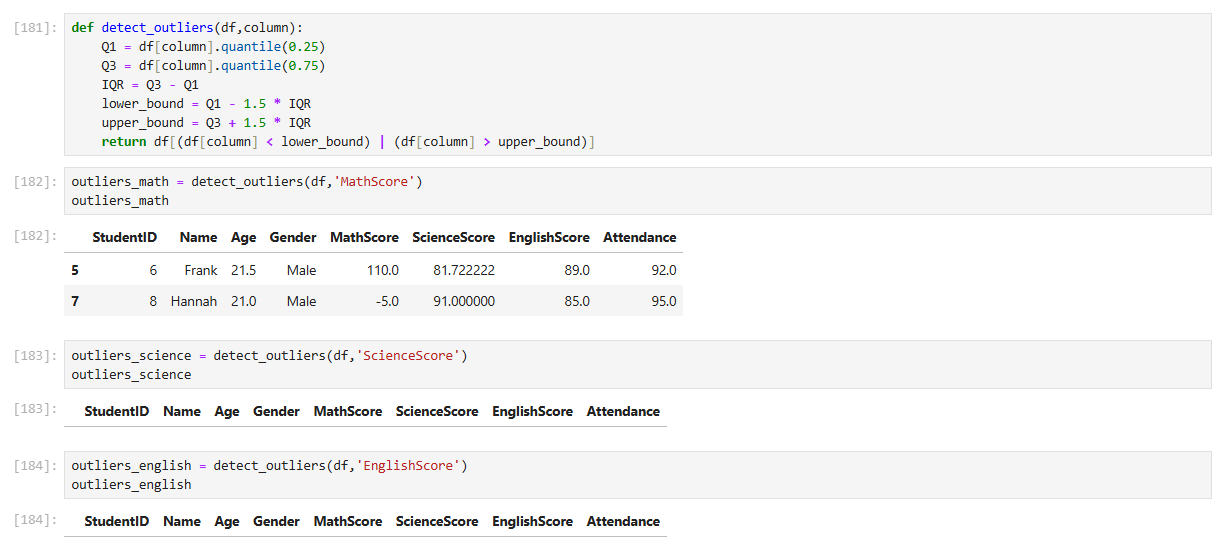 [181]: def detect_outliers(df,column):
    Q1 = df[column].quantile(0.25)
    Q3 = df[column].quantile(0.75)
    IQR = Q3 - Q1
    lower_bound = Q1 - 1.5 * IQR
    upper_bound = Q3 + 1.5 * IQR
    return df[(df[column] < lower_bound) | (df[column] > upper_bound)]
[182]: outliers_math = detect_outliers(df,'MathScore')
outliers_math
[182]: StudentID Name Age Gender MathScore ScienceScore EnglishScore Attendance
5 6 Frank 21.5 Male 110.0 81.722222 89.0 92.0
7 8 Hannah 21.0 Male -5.0 91.000000 85.0 95.0
[183]: outliers_science = detect_outliers(df,'ScienceScore')
outliers_science
[183]: StudentID Name Age Gender MathScore ScienceScore EnglishScore Attendance
[184]: outliers_english = detect_outliers(df,'EnglishScore')
outliers_english
[184]: StudentID Name Age Gender MathScore ScienceScore EnglishScore Attendance